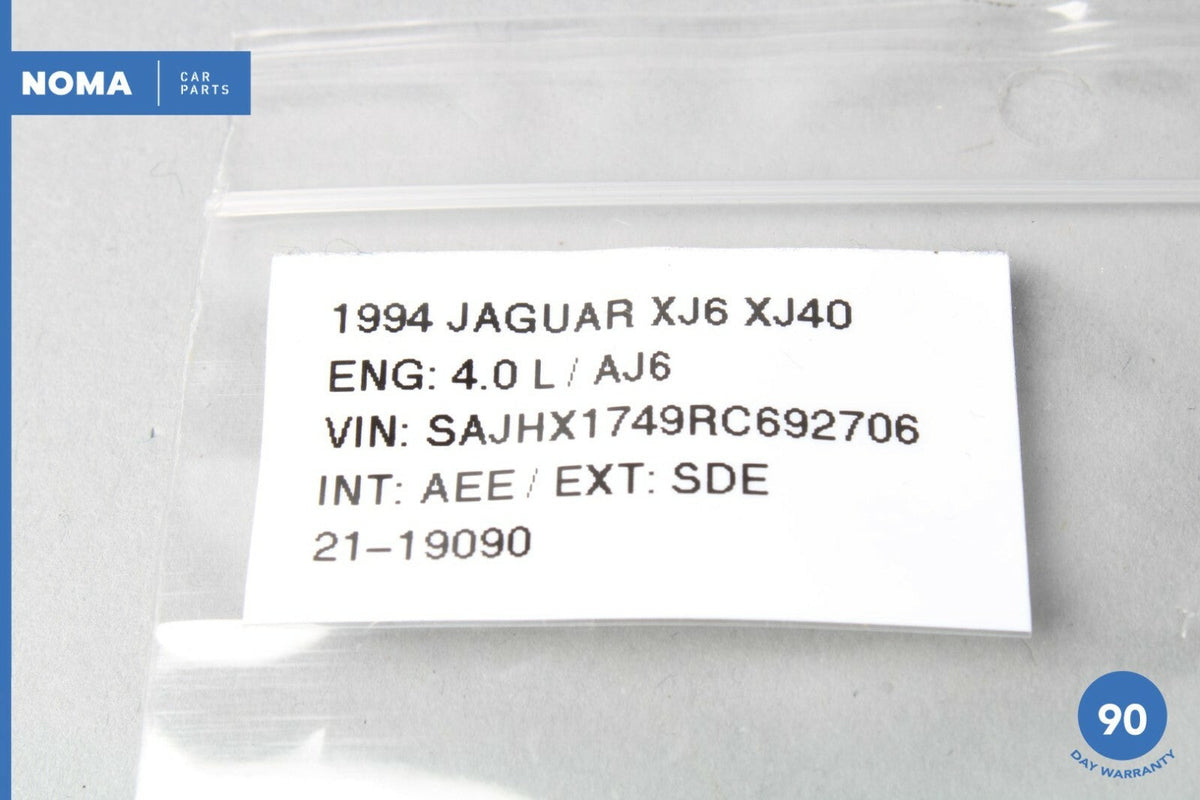 NOMA
CAR
PARTS
1994 JAGUAR XJ6 XJ40
ENG: 4.0 L / AJ6
VIN: SAJHX1749RC692706
INT: AEE / EXT: SDE
21-19090
90
DAY WARRANTY